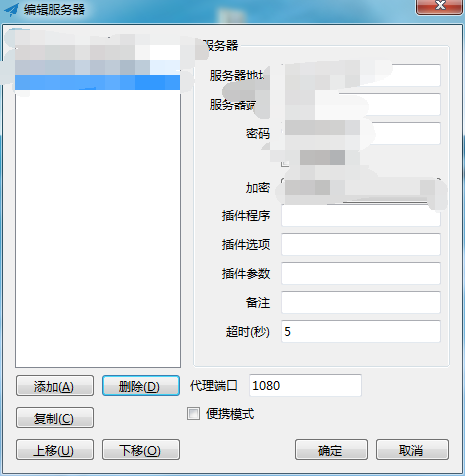 编辑服务器
服务器
服务器地址
服务器
密码
加密
插件程序
插件选项
插件参数
备注
超时(秒) 5
添加(A) 删除(D) 代理端口 1080
复制(C) 便携模式
上移(U) 下移(O) 确定 取消